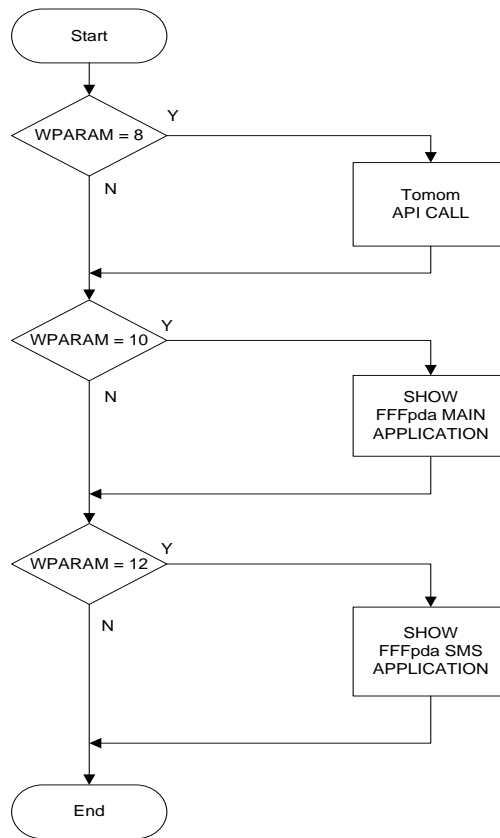 Start
WPARAM = 8
Y
N
Tomom
API CALL
WPARAM = 10
Y
N
SHOW
FFFpda MAIN
APPLICATION
WPARAM = 12
Y
N
SHOW
FFFpda SMS
APPLICATION
End